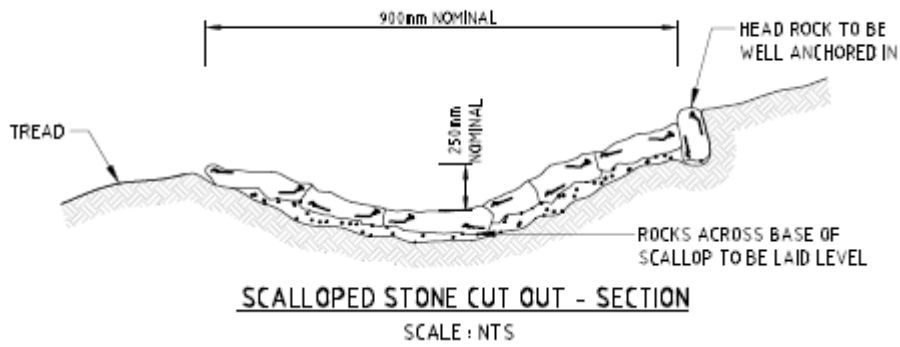 900mm NOMINAL
HEAD ROCK TO BE
WELL ANCHORED IN
250mm
NOMINAL
TREAD
ROCKS ACROSS BASE OF
SCALLOP TO BE LAID LEVEL
SCALLOPED STONE CUT OUT - SECTION
SCALE : NTS